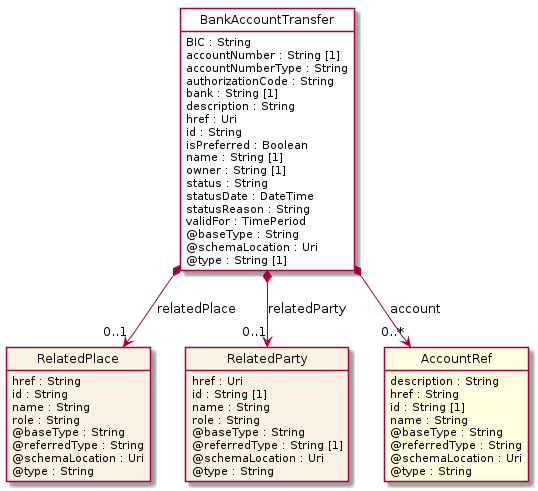 BankAccountTransfer
BIC : String
accountNumber : String [1]
accountNumberType : String
authorizationCode : String
bank : String [1]
description : String
href : Uri
id : String
isPreferred : Boolean
name : String [1]
owner : String [1]
status : String
statusDate : DateTime
statusReason : String
validFor : TimePeriod
@baseType : String
@schemaLocation : Uri
@type : String [1]
relatedPlace
relatedParty
account
0..1
0..1
0..*
RelatedPlace
href : String
id : String
name : String
role : String
@baseType : String
@referredType : String
@schemaLocation : Uri
@type : String
RelatedParty
href : Uri
id : String [1]
name : String
role : String
@baseType : String
@referredType : String [1]
@schemaLocation : Uri
@type : String
AccountRef
description : String
href : String
id : String [1]
name : String
@baseType : String
@referredType : String
@schemaLocation : Uri
@type : String